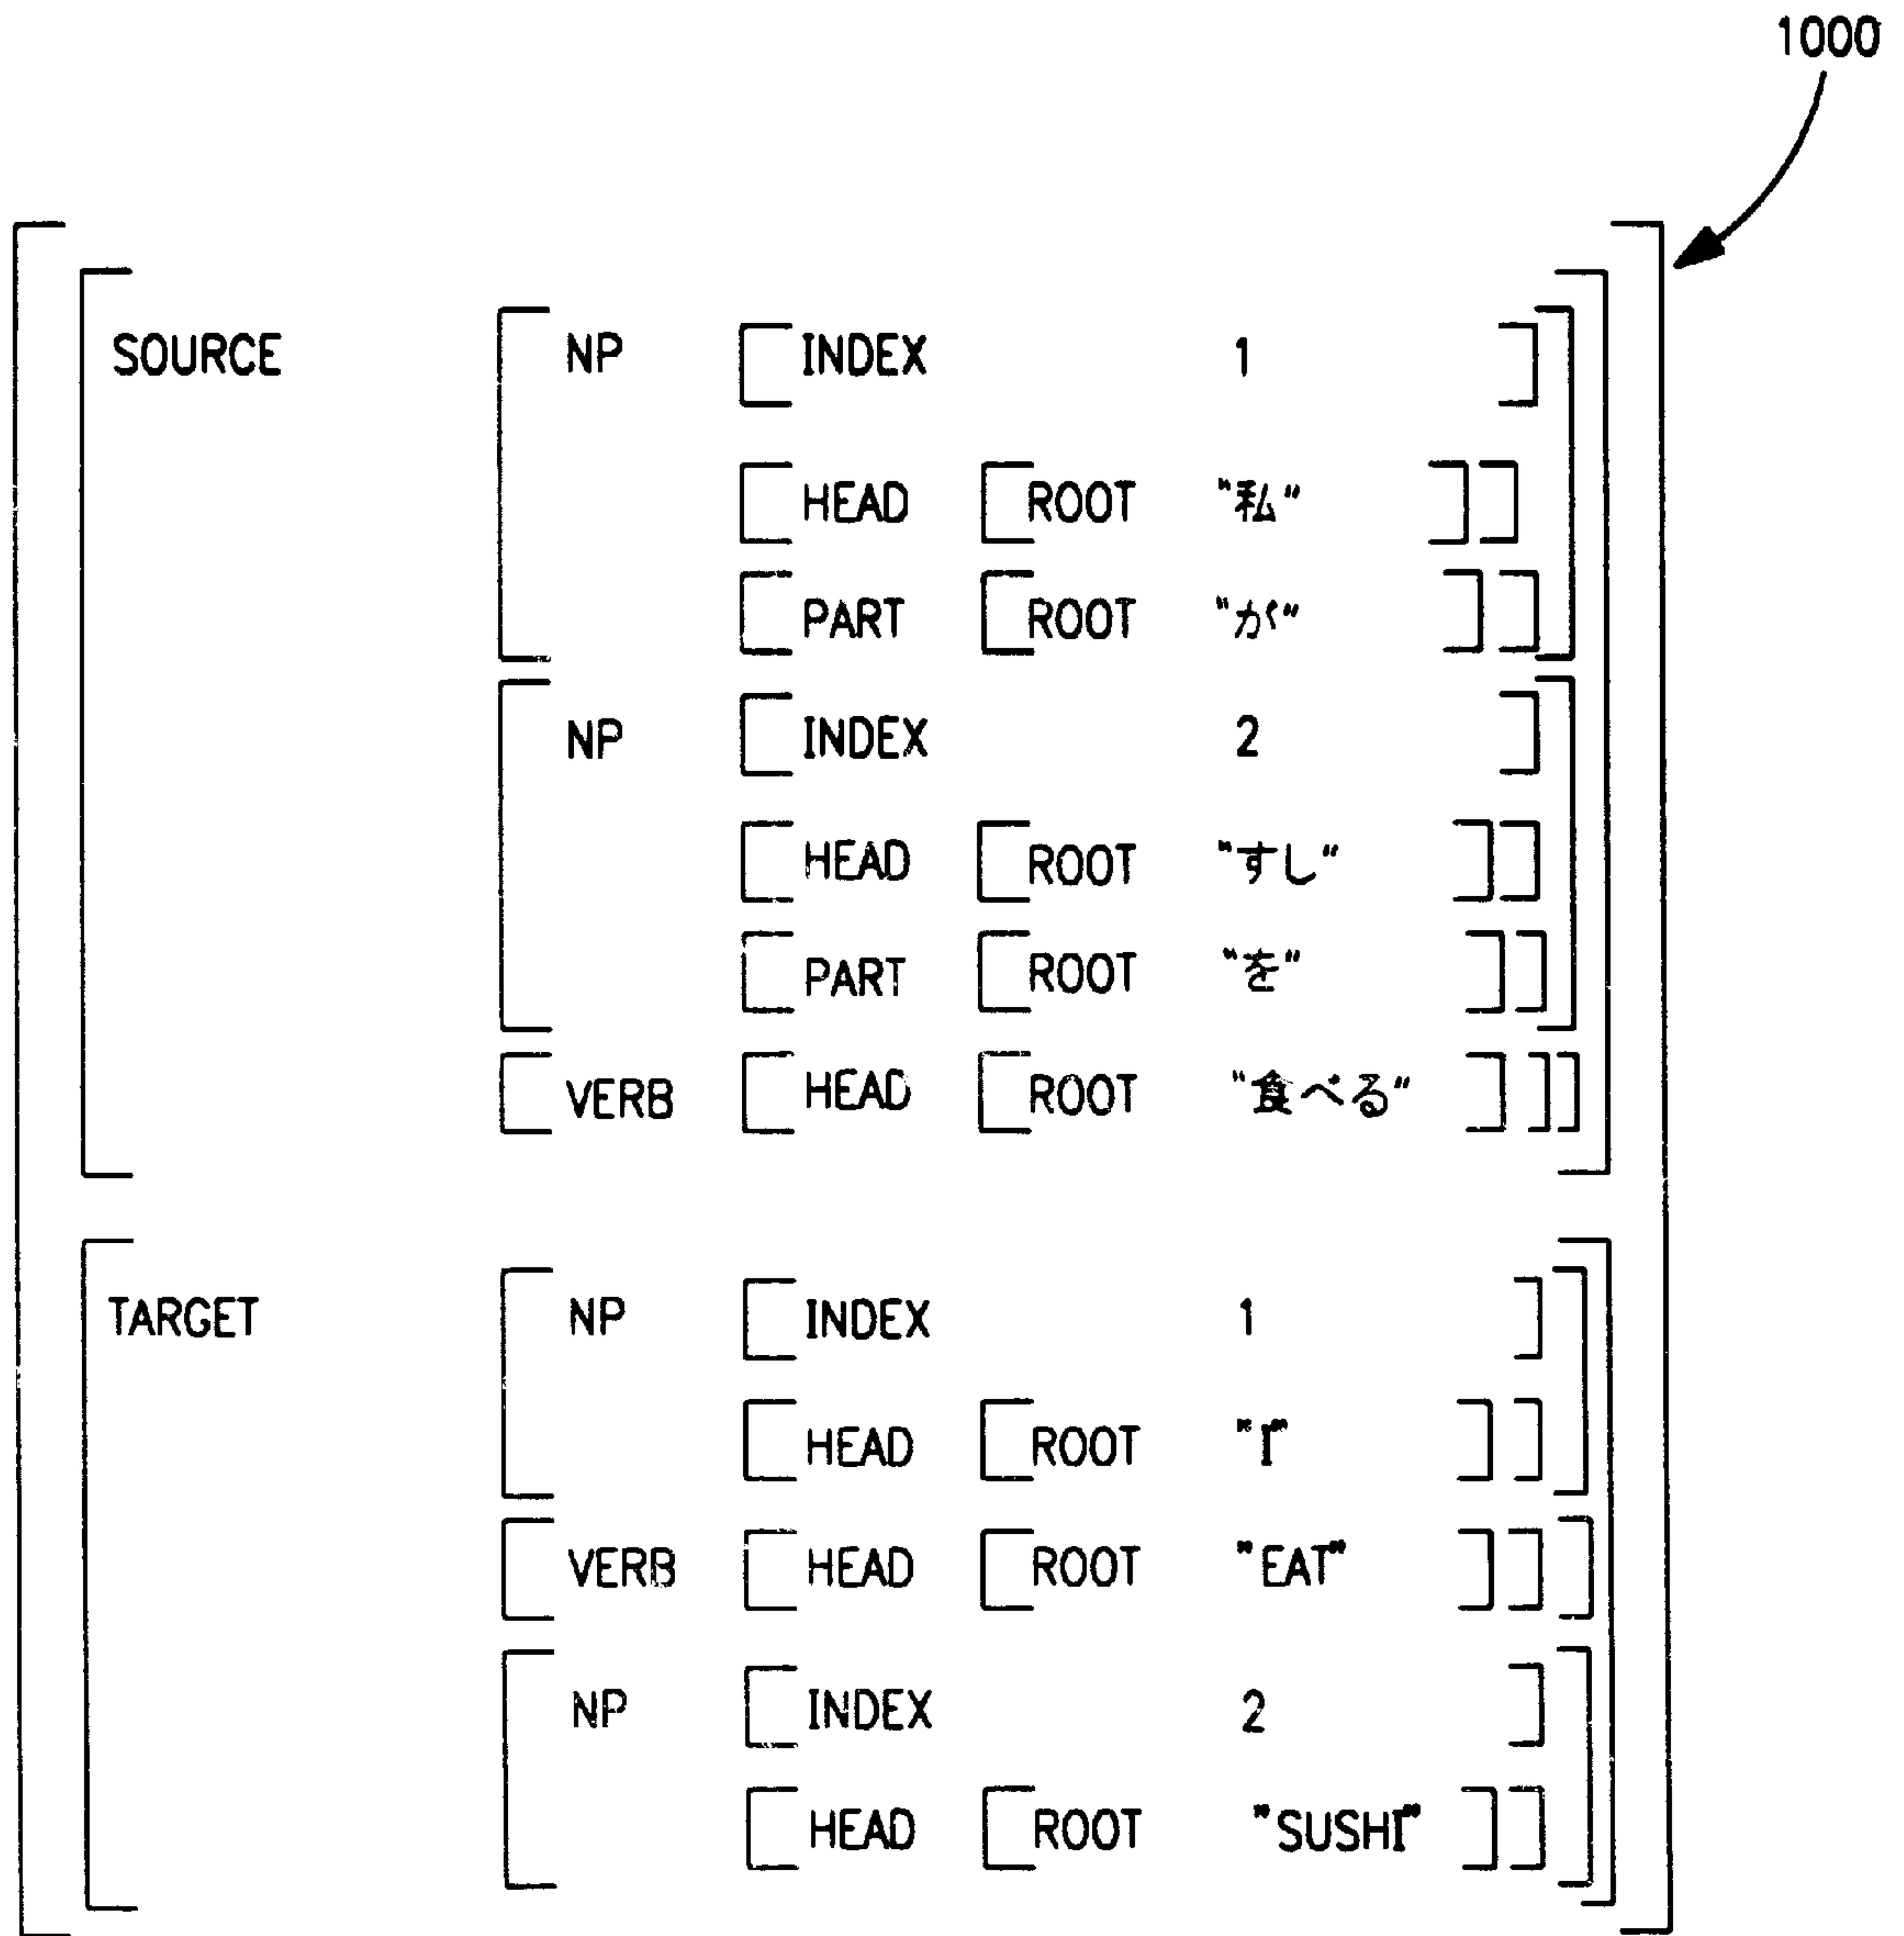 1000
SOURCE NP INDEX 1
HEAD ROOT "私"
PART ROOT "が"
NP INDEX 2
HEAD ROOT "すし"
PART ROOT "を"
VERB HEAD ROOT "食べる"
TARGET NP INDEX 1
HEAD ROOT "I"
VERB HEAD ROOT "EAT"
NP INDEX 2
HEAD ROOT "SUSHI"